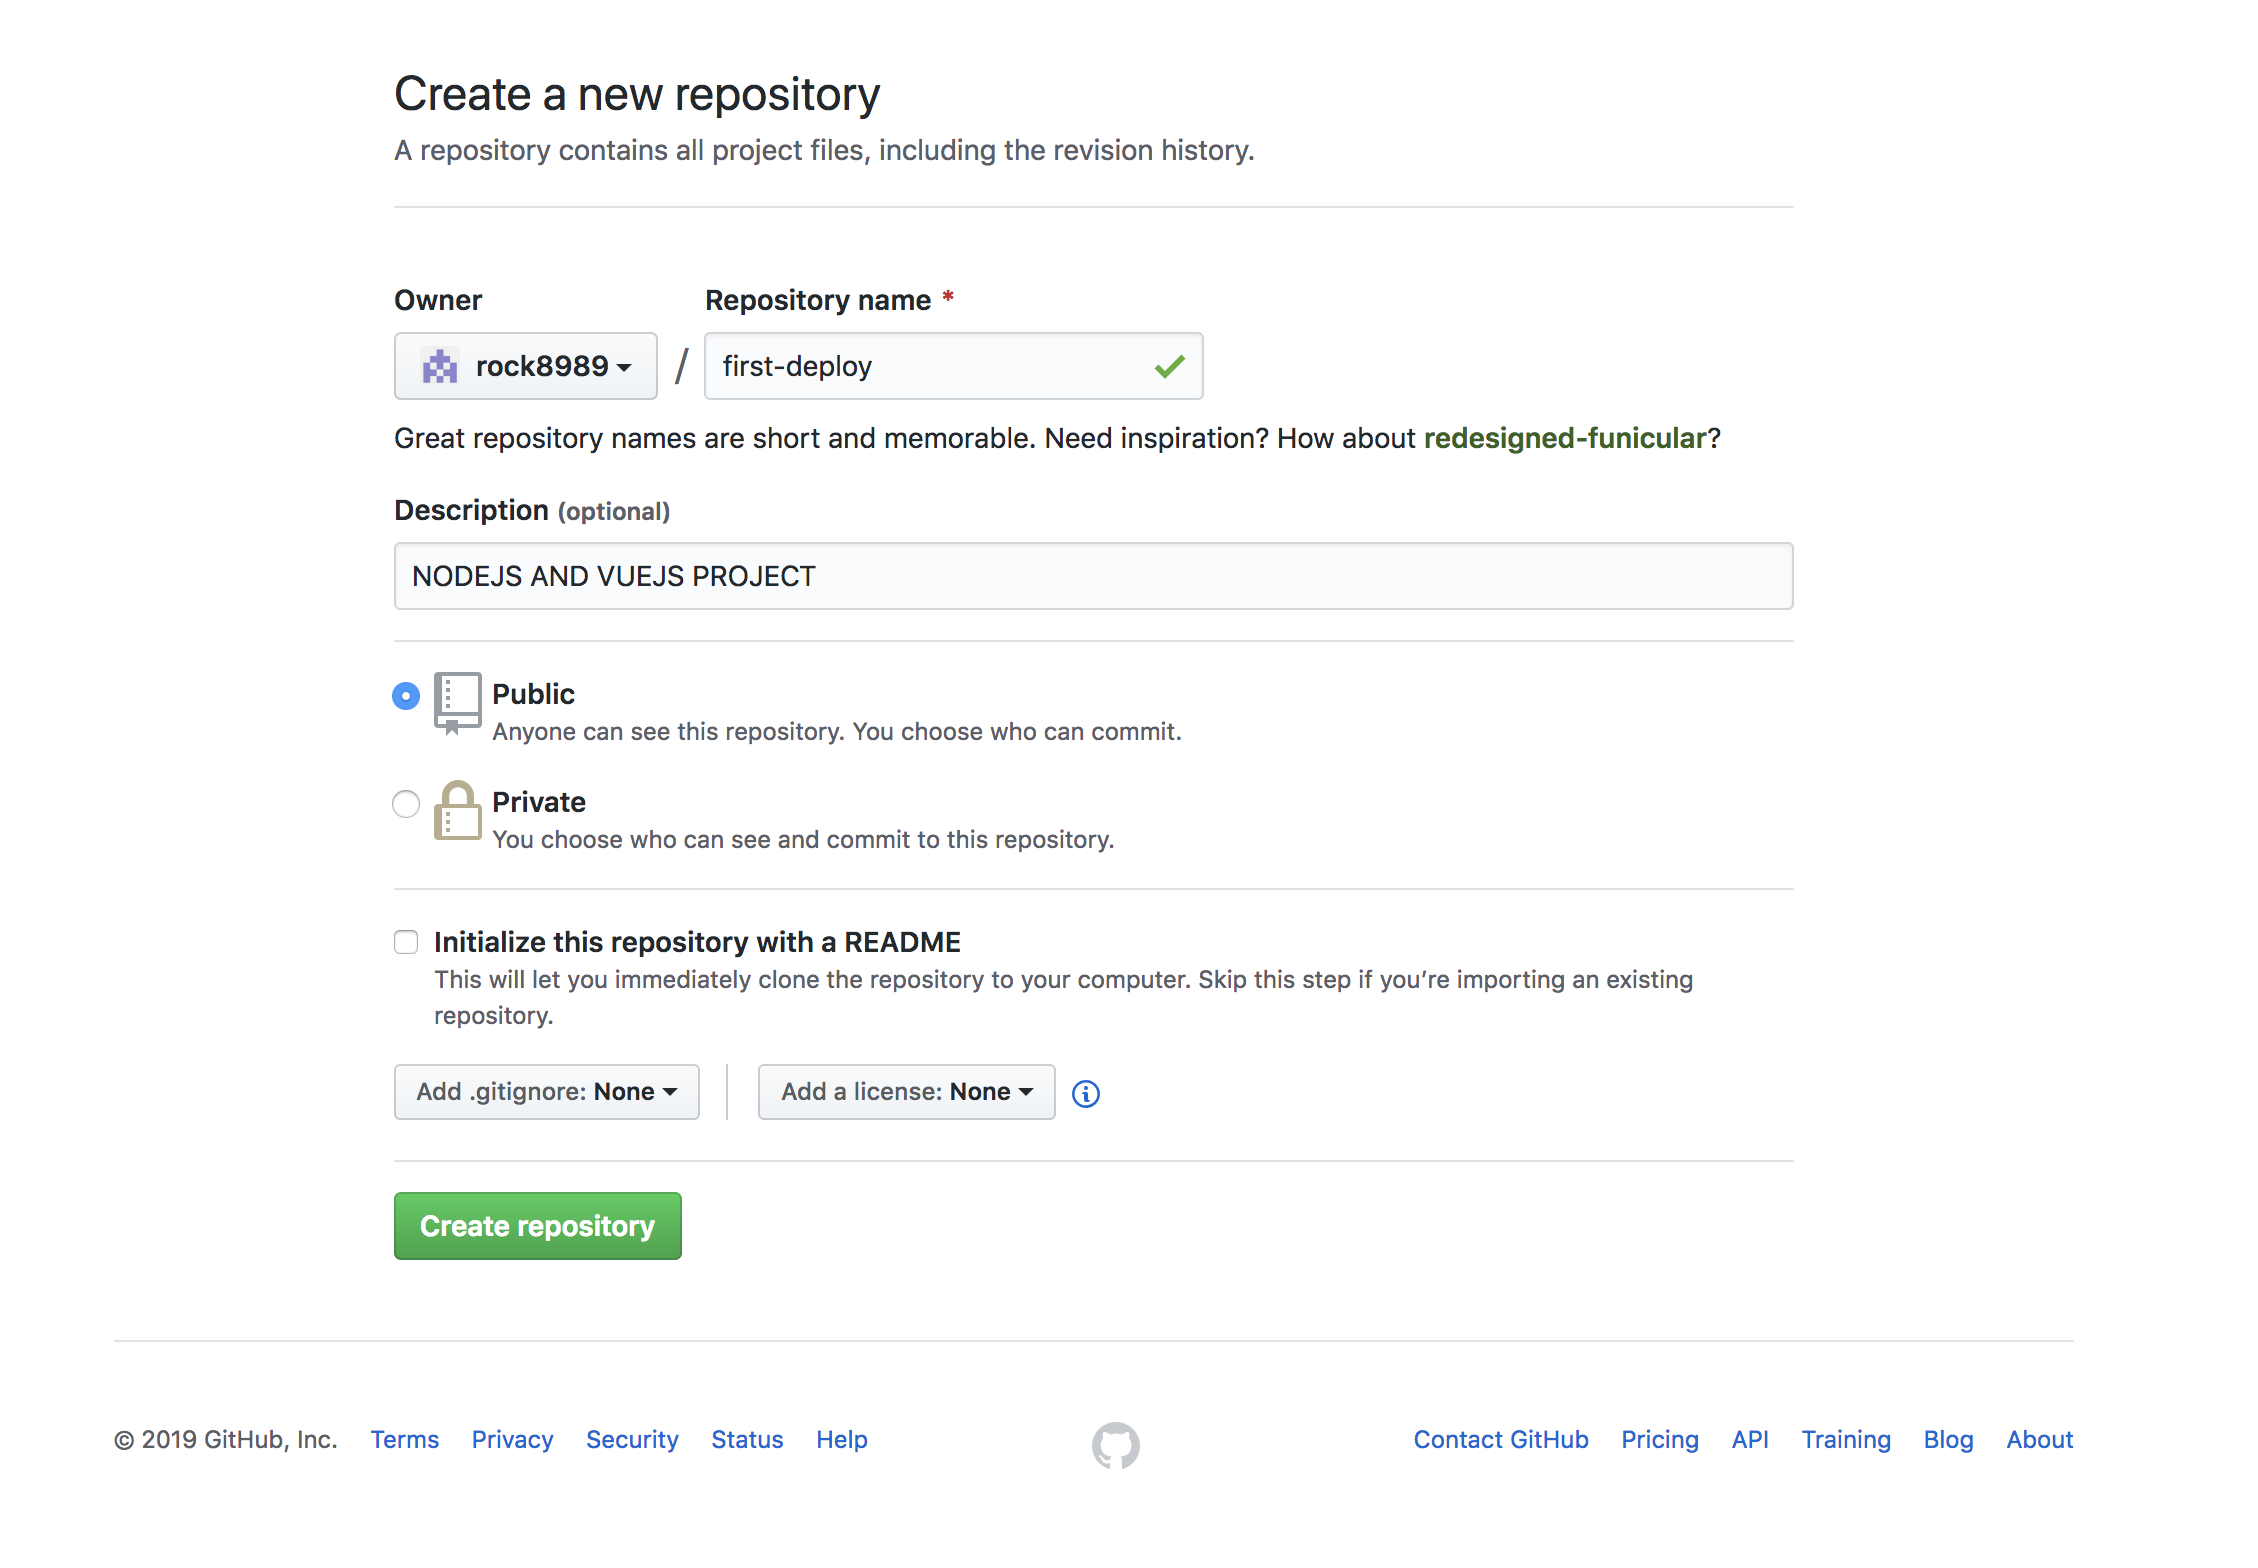 Create a new repository
A repository contains all project files, including the revision history.
Owner
Repository name *
rock8989 / first-deploy
Great repository names are short and memorable. Need inspiration? How about redesigned-funicular?
Description (optional)
NODEJS AND VUEJS PROJECT
Public
Anyone can see this repository. You choose who can commit.
Private
You choose who can see and commit to this repository.
Initialize this repository with a README
This will let you immediately clone the repository to your computer. Skip this step if you’re importing an existing
repository.
Add .gitignore: None
Add a license: None
Create repository
© 2019 GitHub, Inc. Terms Privacy Security Status Help
Contact GitHub Pricing API Training Blog About